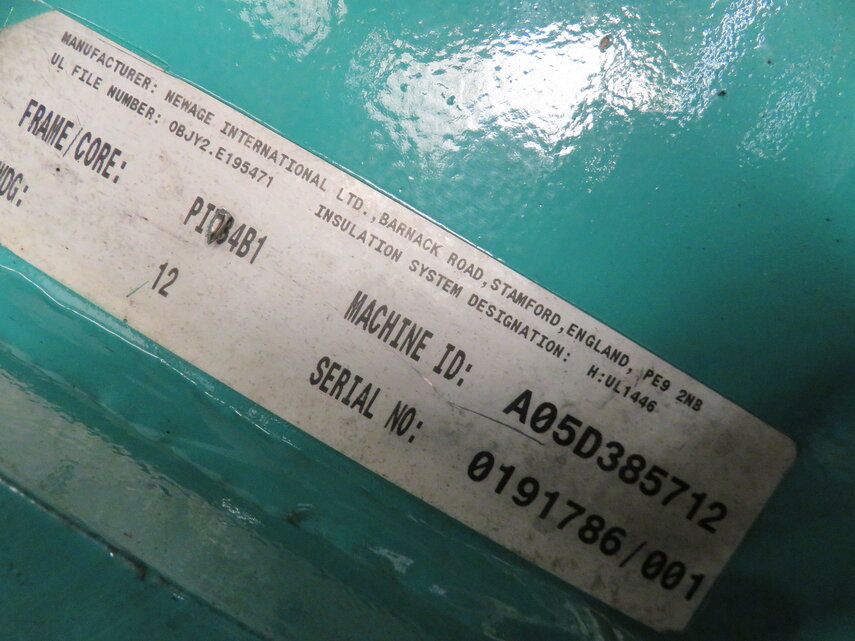 MANUFACTURER: NEWAGE INTERNATIONAL LTD.,BARNACK ROAD,STAMFORD,ENGLAND, PE9 2NB
UL FILE NUMBER: OBJY2.E195471 INSULATION SYSTEM DESIGNATION: H:UL1446
FRAME/CORE: MACHINE ID: A05D385712
WDG: 12 SERIAL NO: 0191786/001